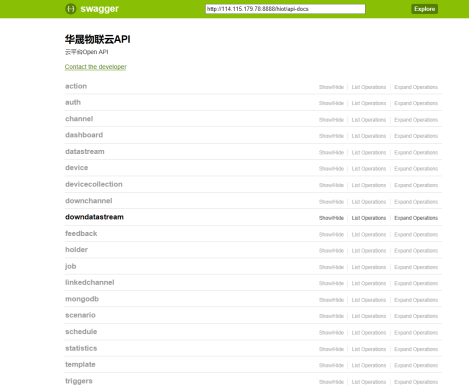 {··} swagger http://114.115.179.78:8888/hiot/api-docs Explore
华晟物联云API
云平台Open API
Contact the developer
action Show/Hide | List Operations | Expand Operations
auth Show/Hide | List Operations | Expand Operations
channel Show/Hide | List Operations | Expand Operations
dashboard Show/Hide | List Operations | Expand Operations
datastream Show/Hide | List Operations | Expand Operations
device Show/Hide | List Operations | Expand Operations
devicecollection Show/Hide | List Operations | Expand Operations
downchannel Show/Hide | List Operations | Expand Operations
downdatastream Show/Hide | List Operations | Expand Operations
feedback Show/Hide | List Operations | Expand Operations
holder Show/Hide | List Operations | Expand Operations
job Show/Hide | List Operations | Expand Operations
linkedchannel Show/Hide | List Operations | Expand Operations
mongodb Show/Hide | List Operations | Expand Operations
scenario Show/Hide | List Operations | Expand Operations
schedule Show/Hide | List Operations | Expand Operations
statistics Show/Hide | List Operations | Expand Operations
template Show/Hide | List Operations | Expand Operations
triggers Show/Hide | List Operations | Expand Operations